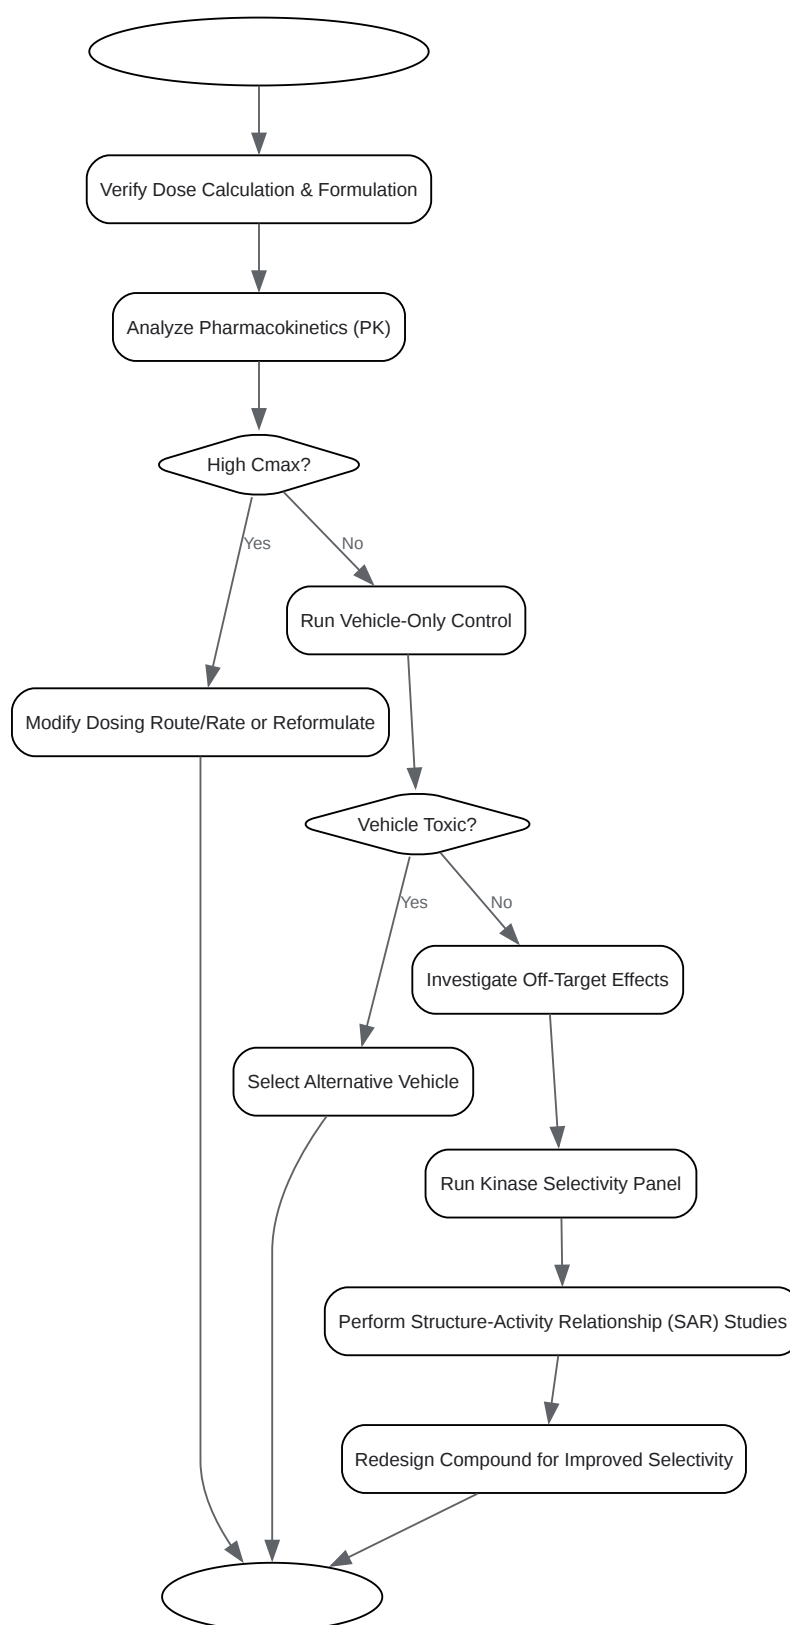 Verify Dose Calculation & Formulation
Analyze Pharmacokinetics (PK)
High Cmax?
Yes
No
Run Vehicle-Only Control
Modify Dosing Route/Rate or Reformulate
Vehicle Toxic?
Yes
No
Investigate Off-Target Effects
Select Alternative Vehicle
Run Kinase Selectivity Panel
Perform Structure-Activity Relationship (SAR) Studies
Redesign Compound for Improved Selectivity